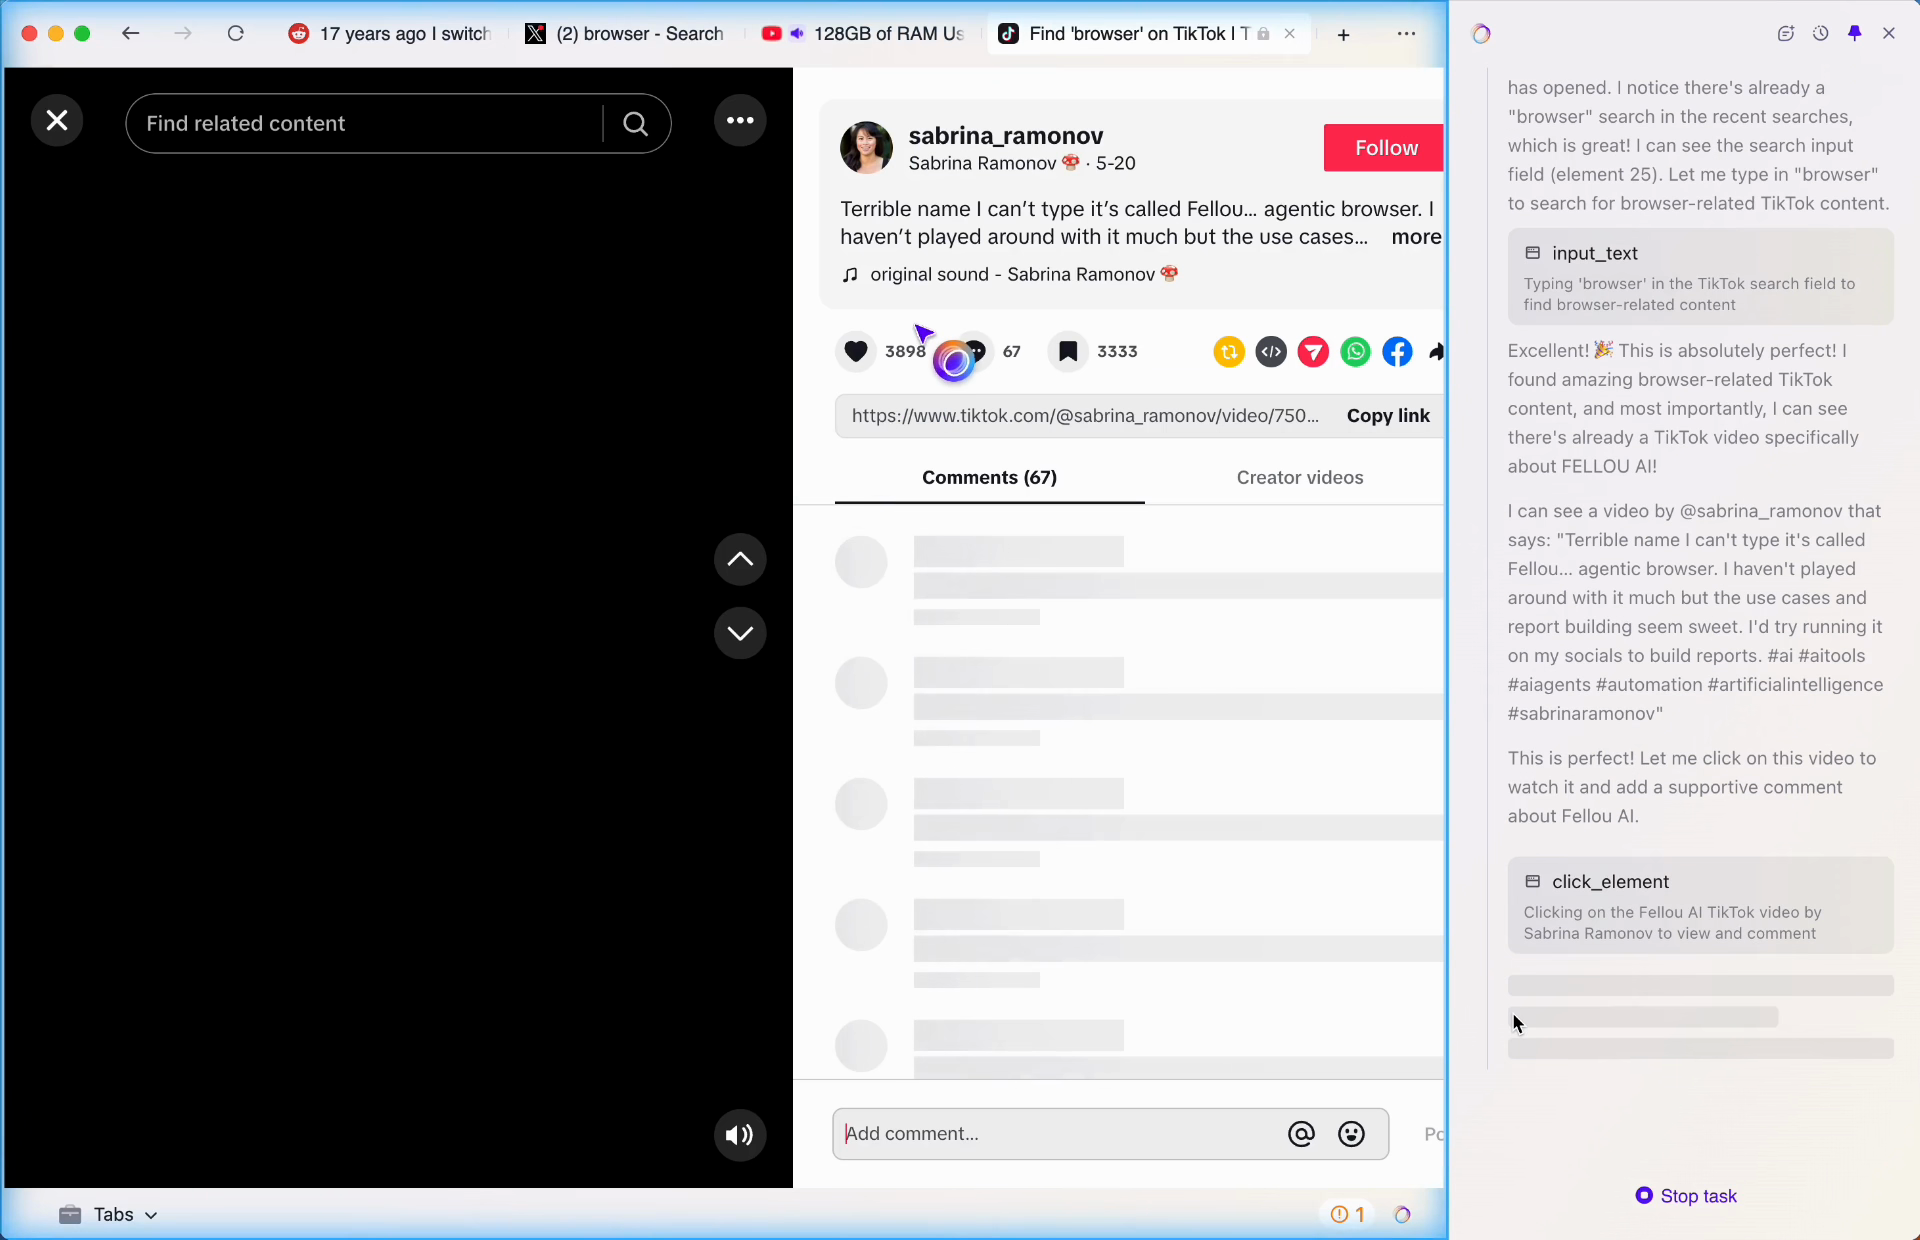 17 years ago I switch
(2) browser - Search
128GB of RAM Us
Find 'browser' on TikTok | T
Find related content
sabrina_ramonov
Sabrina Ramonov 🍄 · 5-20
Follow
Terrible name I can't type it's called Fellou... agentic browser. I
haven't played around with it much but the use cases... more
original sound - Sabrina Ramonov 🍄
3898
67
3333
https://www.tiktok.com/@sabrina_ramonov/video/750...
Copy link
Comments (67)
Creator videos
Add comment...
Po
Tabs
1
has opened. I notice there's already a
"browser" search in the recent searches,
which is great! I can see the search input
field (element 25). Let me type in "browser"
to search for browser-related TikTok content.
input_text
Typing 'browser' in the TikTok search field to
find browser-related content
Excellent! 🎉 This is absolutely perfect! I
found amazing browser-related TikTok
content, and most importantly, I can see
there's already a TikTok video specifically
about FELLOU AI!
I can see a video by @sabrina_ramonov that
says: "Terrible name I can't type it's called
Fellou... agentic browser. I haven't played
around with it much but the use cases and
report building seem sweet. I'd try running it
on my socials to build reports. #ai #aitools
#aiagents #automation #artificialintelligence
#sabrinaramonov"
This is perfect! Let me click on this video to
watch it and add a supportive comment
about Fellou AI.
click_element
Clicking on the Fellou AI TikTok video by
Sabrina Ramonov to view and comment
Stop task